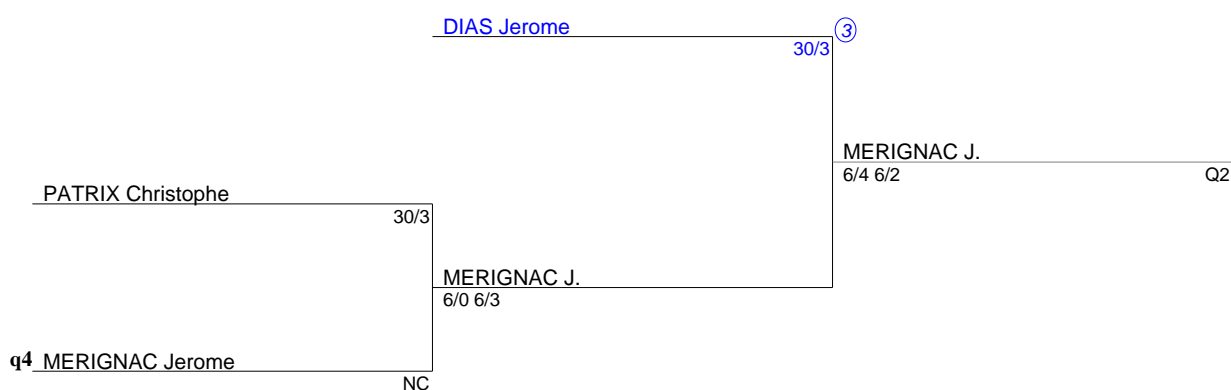 DIAS Jerome
3
30/3
MERIGNAC J.
6/4 6/2
Q2
PATRIX Christophe
30/3
MERIGNAC J.
6/0 6/3
q4 MERIGNAC Jerome
NC